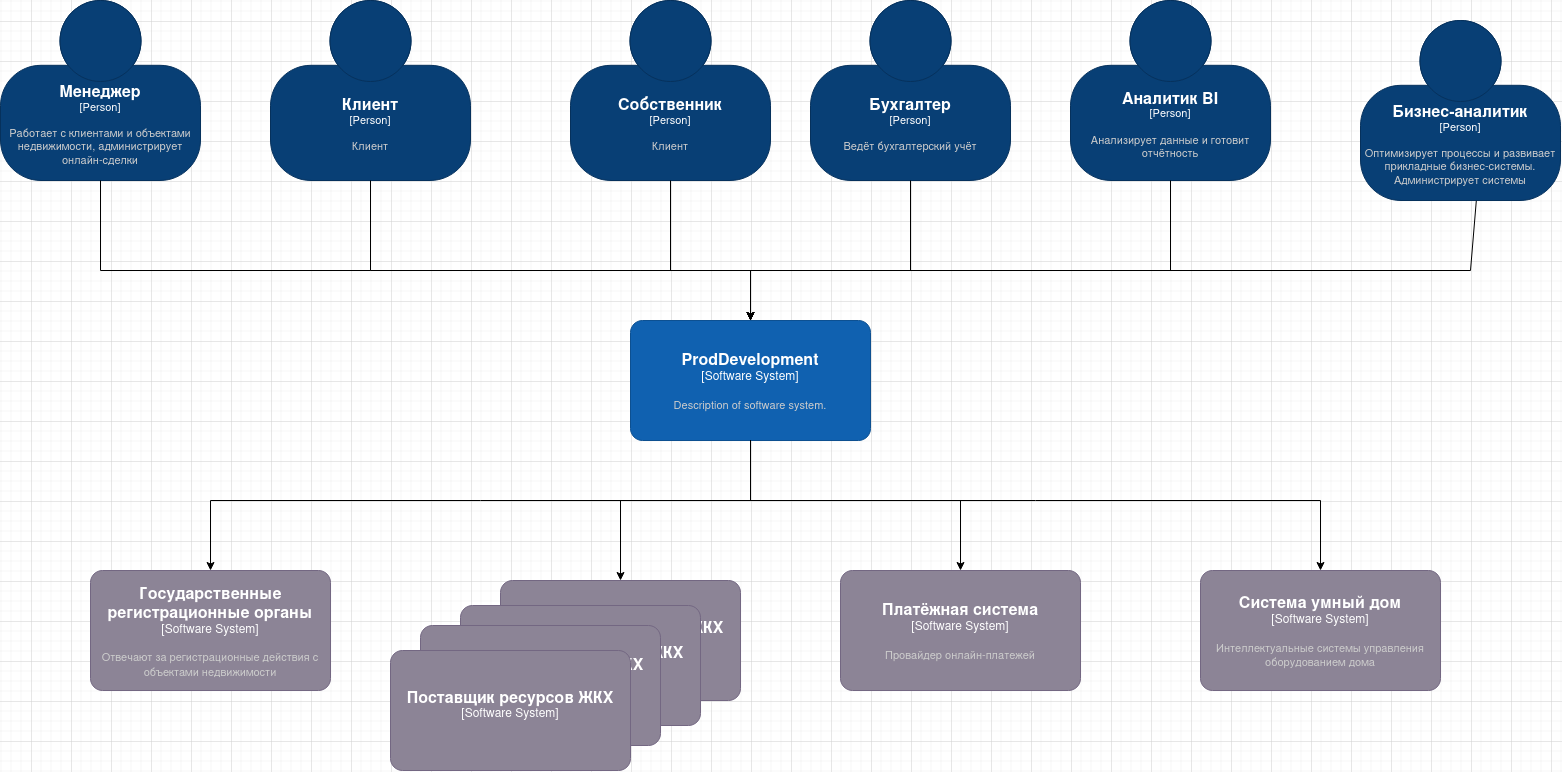 Менеджер
[Person]
Работает с клиентами и объектами
недвижимости, администрирует
онлайн-сделки
Клиент
[Person]
Клиент
Собственник
[Person]
Клиент
Бухгалтер
[Person]
Ведёт бухгалтерский учёт
Аналитик BI
[Person]
Анализирует данные и готовит
отчётность
Бизнес-аналитик
[Person]
Оптимизирует процессы и развивает
прикладные бизнес-системы.
Администрирует системы
ProdDevelopment
[Software System]
Description of software system.
Государственные
регистрационные органы
[Software System]
Отвечают за регистрационные действия с
объектами недвижимости
Поставщик ресурсов ЖКХ
[Software System]
Платёжная система
[Software System]
Провайдер онлайн-платежей
Система умный дом
[Software System]
Интеллектуальные системы управления
оборудованием дома